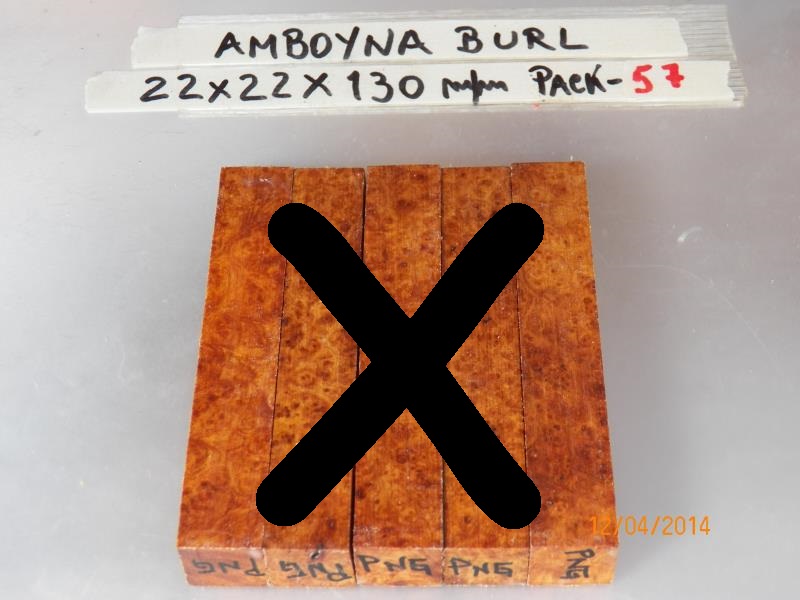 AMBOYNA BURL
22x22x130 m/m PACK-57
12/04/2014
PNG PNG PNG PNG PNG